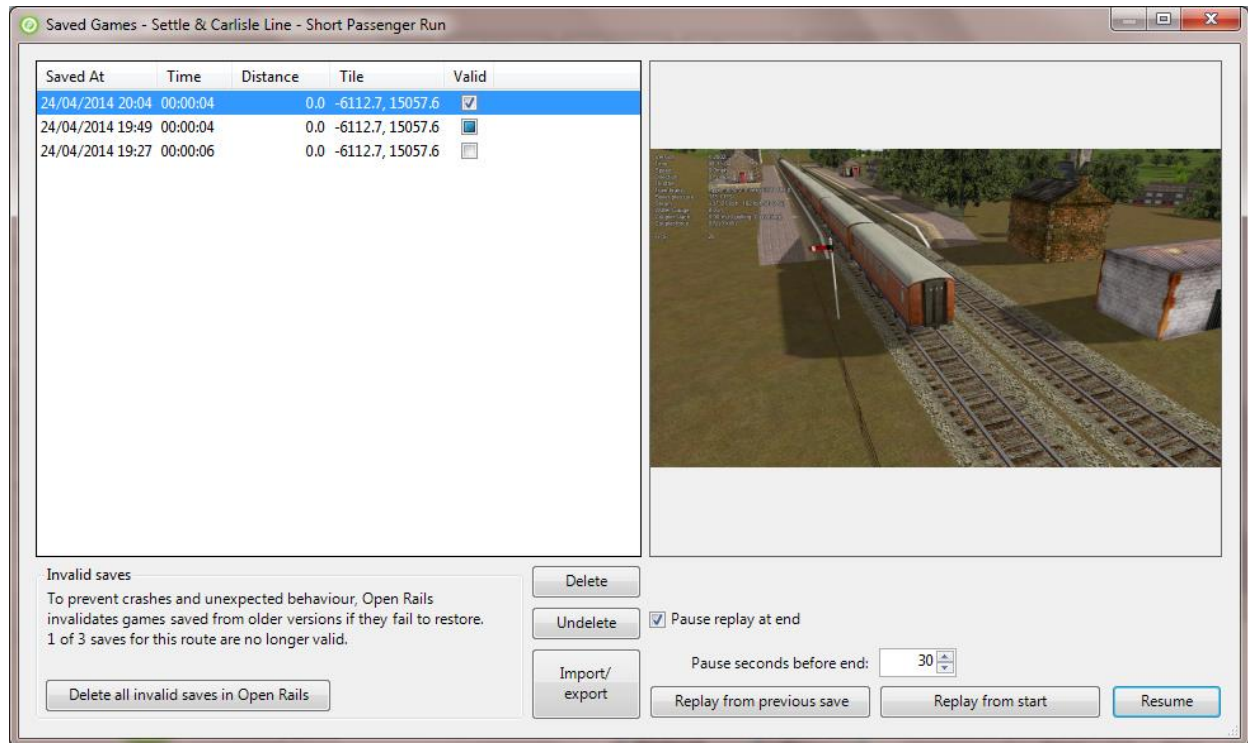 Saved Games - Settle & Carlisle Line - Short Passenger Run
Saved At Time Distance Tile Valid
24/04/2014 20:04 00:00:04 0.0 -6112.7, 15057.6
24/04/2014 19:49 00:00:04 0.0 -6112.7, 15057.6
24/04/2014 19:27 00:00:06 0.0 -6112.7, 15057.6
Invalid saves
To prevent crashes and unexpected behaviour, Open Rails
invalidates games saved from older versions if they fail to restore.
1 of 3 saves for this route are no longer valid.
Delete all invalid saves in Open Rails
Delete
Undelete
Import/
export
Pause replay at end
Pause seconds before end: 30
Replay from previous save
Replay from start
Resume